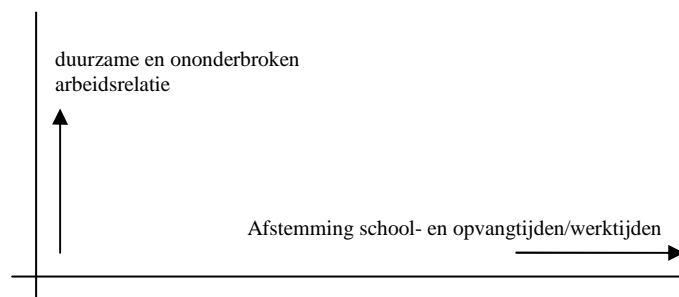 duurzame en ononderbroken
arbeidsrelatie
Afstemming school- en opvangtijden/werktijden